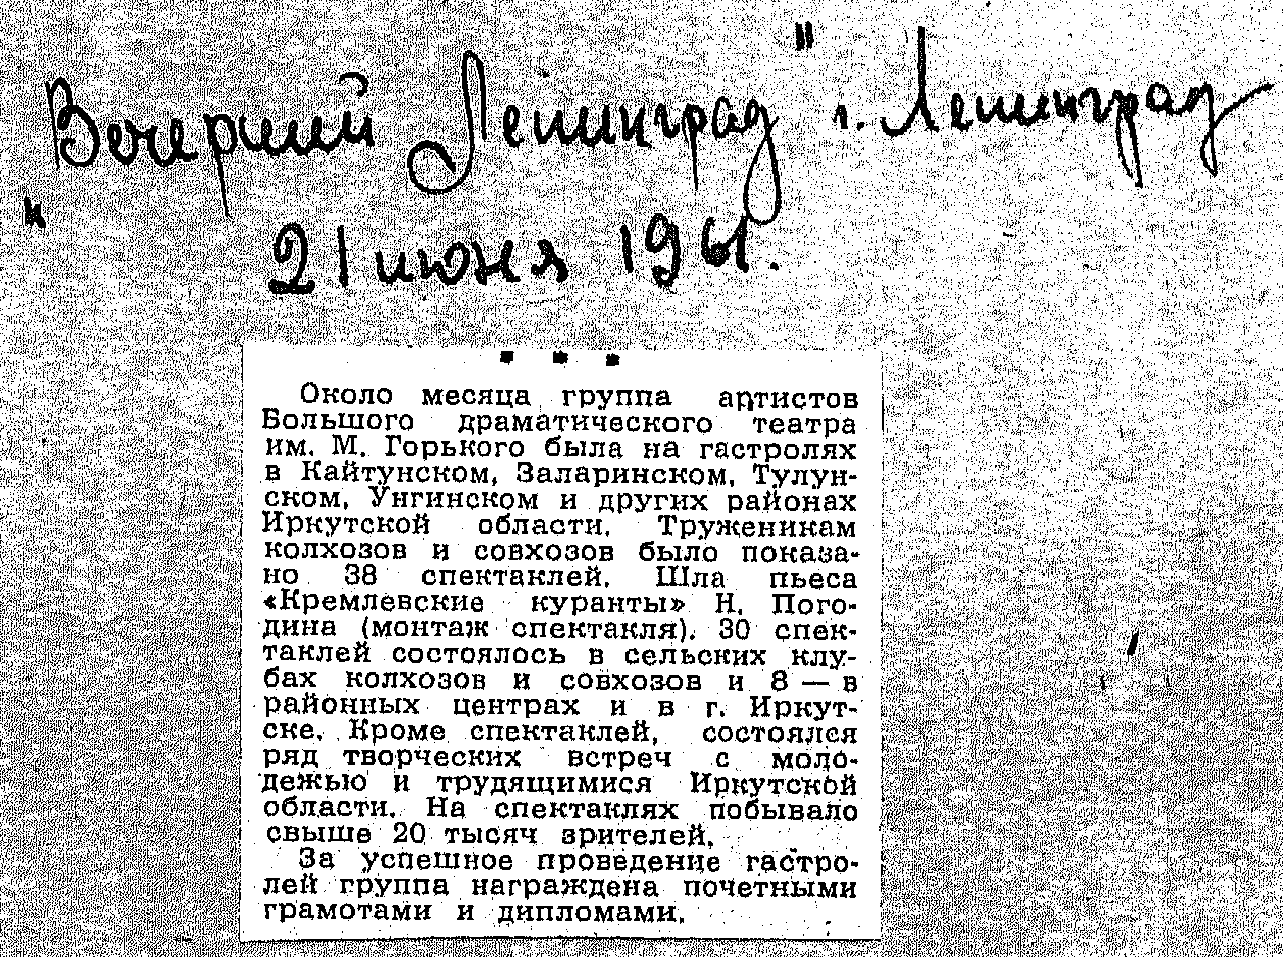 „Вечерний Ленинград" г. Ленинград
21 июня 1961.
Около месяца группа артистов
Большого драматического театра
им. М. Горького была на гастролях
в Кайтунском, Заларинском, Тулун-
ском, Унгинском и других районах
Иркутской области. Труженикам
колхозов и совхозов было показа-
но 38 спектаклей. Шла пьеса
«Кремлевские куранты» Н. Пого-
дина (монтаж спектакля). 30 спек-
таклей состоялось в сельских клу-
бах колхозов и совхозов и 8 — в
районных центрах и в г. Иркут-
ске. Кроме спектаклей, состоялся
ряд творческих встреч с моло-
дежью и трудящимися Иркутской
области. На спектаклях побывало
свыше 20 тысяч зрителей.
За успешное проведение гастро-
лей группа награждена почетными
грамотами и дипломами.